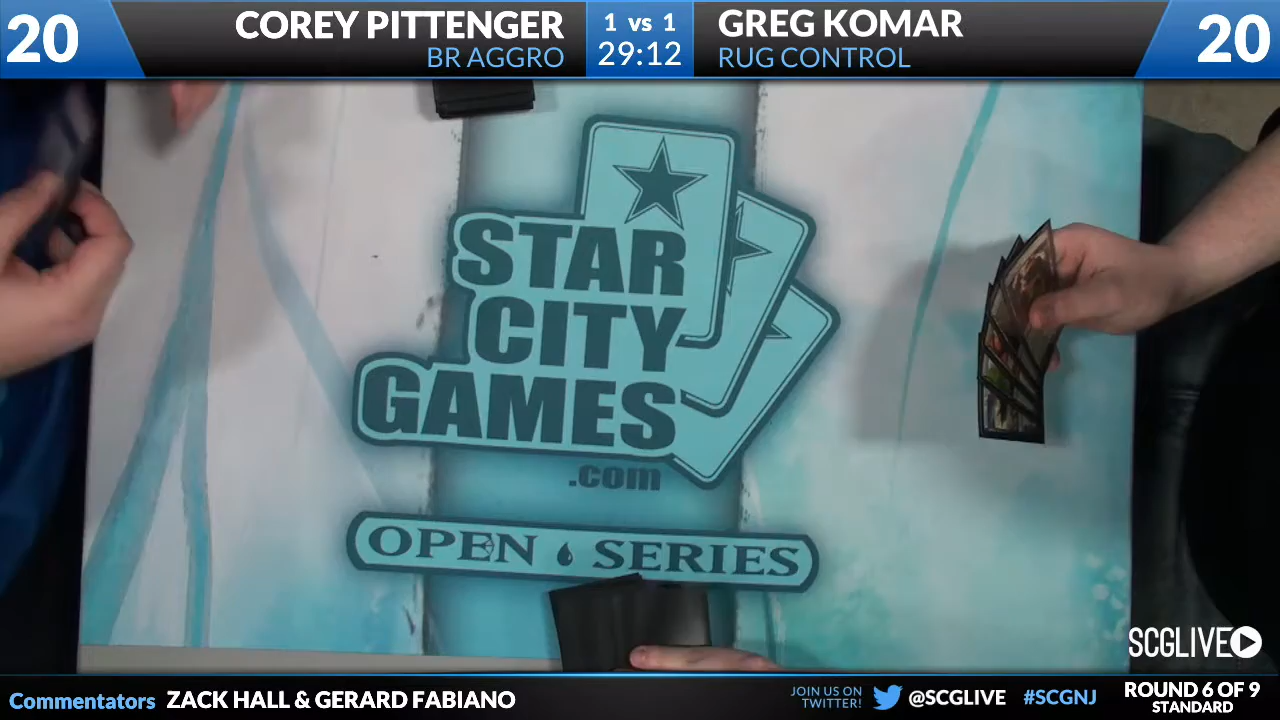 20
COREY PITTENGER
BR AGGRO
1 vs 1
29:12
GREG KOMAR
RUG CONTROL
20
STAR
CITY
GAMES
.com
OPEN SERIES
SCGLIVE
Commentators ZACK HALL & GERARD FABIANO
JOIN US ON
TWITTER!
@SCGLIVE #SCGNJ
ROUND 6 OF 9
STANDARD